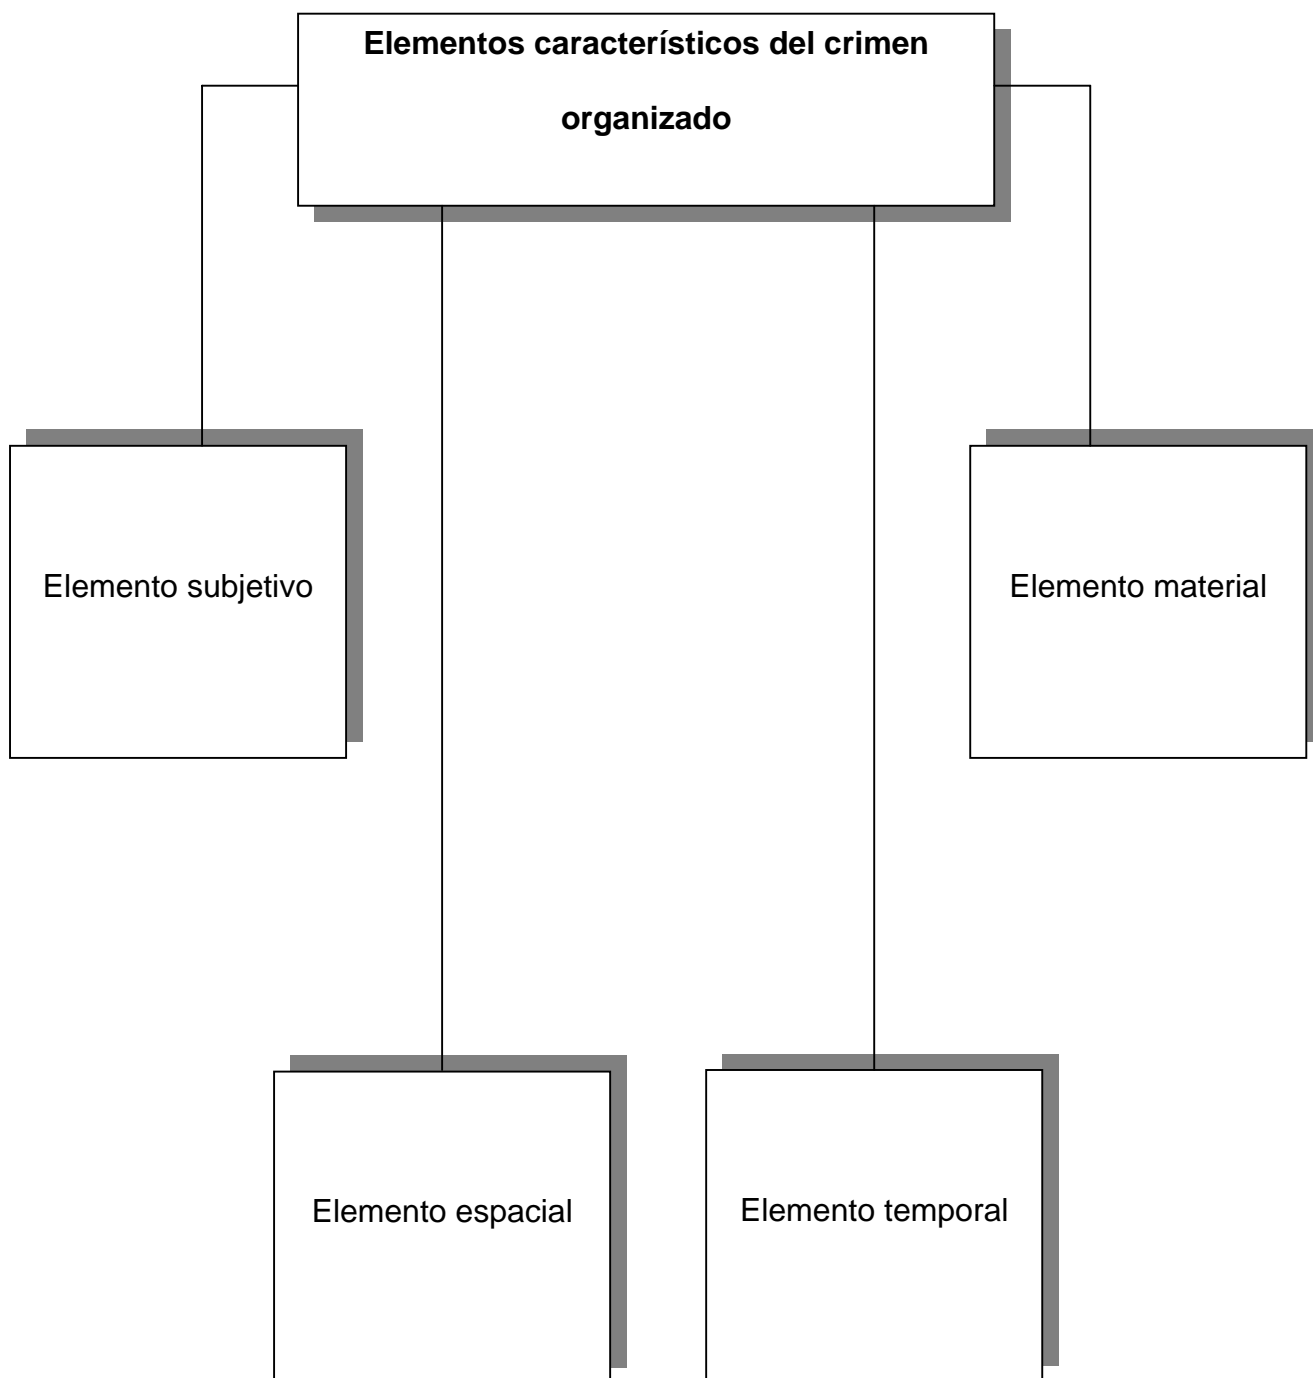 Elementos característicos del crimen
organizado
Elemento subjetivo
Elemento material
Elemento espacial
Elemento temporal